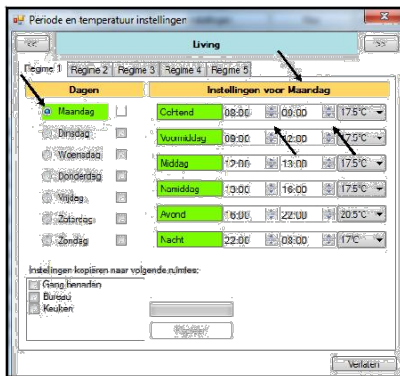 Periode en temperatuur instellingen
<< Living >>
Regime 1 Regime 2 Regime 3 Regime 4 Regime 5
Dagen Instellingen voor Maandag
Maandag 08:00 09:00 17.5°C
Dinsdag Voormiddag 09:00 12:00 17.5°C
Woensdag Middag 12:00 13:00 17.5°C
Donderdag Namiddag 13:00 16:00 17.5°C
Vrijdag Avond 16:00 22:00 20.5°C
Zaterdag
Zondag Nacht 22:00 08:00 17°C
Instellingen kopiëren naar volgende ruimtes:
Gang beneden
Bureau
Keuken
Verlaten